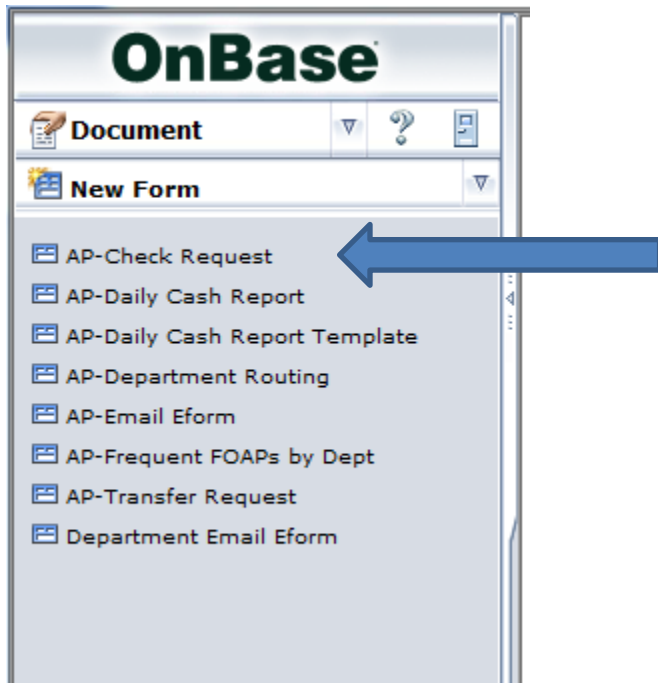 OnBase
Document
New Form
AP-Check Request
AP-Daily Cash Report
AP-Daily Cash Report Template
AP-Department Routing
AP-Email Eform
AP-Frequent FOAPs by Dept
AP-Transfer Request
Department Email Eform